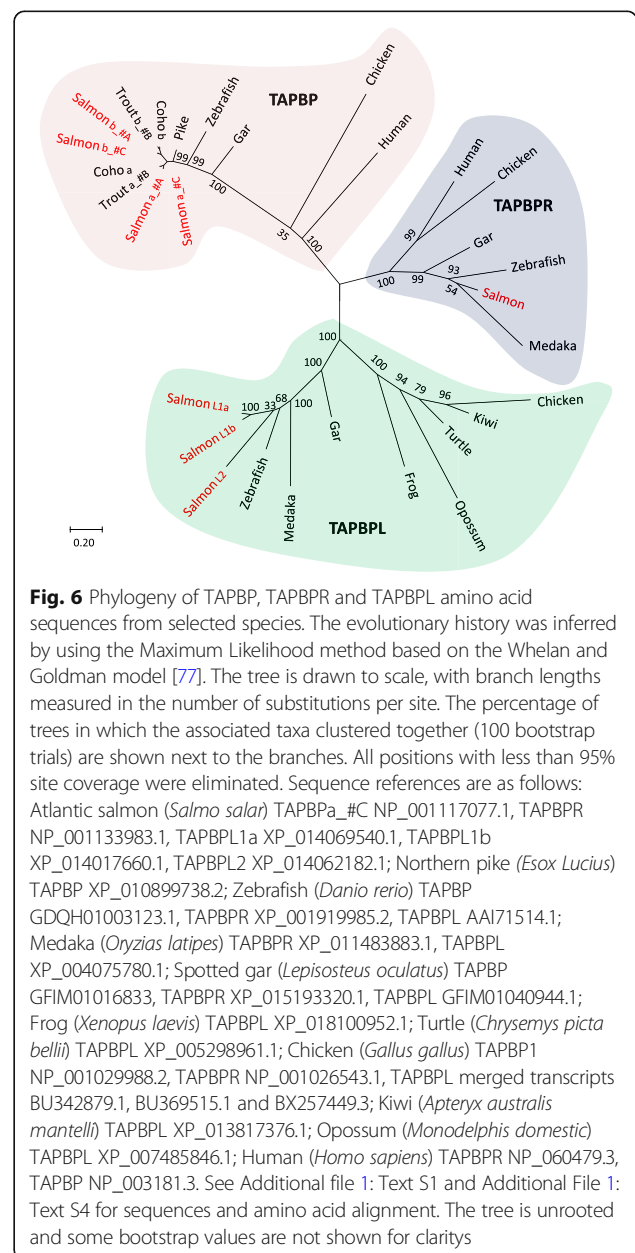 TAPBP
Chicken
Human
Zebrafish
Gar
Pike
Coho b
Trout b_#B
Salmon b_#A
Salmon b_#C
Coho a
Trout a_#B
Salmon a_#A
Salmon a_#C
99
99
100
35
100
TAPBPR
Human
Chicken
Gar
Zebrafish
Salmon
Medaka
99
100
99
93
54
100
100
100
94
79
96
100
33
68
100
Salmon L1a
Salmon L1b
Salmon L2
Zebrafish
Medaka
Gar
Frog
Opossum
Turtle
Kiwi
Chicken
TAPBPL
0.20
Fig. 6 Phylogeny of TAPBP, TAPBPR and TAPBPL amino acid
sequences from selected species. The evolutionary history was inferred
by using the Maximum Likelihood method based on the Whelan and
Goldman model [77]. The tree is drawn to scale, with branch lengths
measured in the number of substitutions per site. The percentage of
trees in which the associated taxa clustered together (100 bootstrap
trials) are shown next to the branches. All positions with less than 95%
site coverage were eliminated. Sequence references are as follows:
Atlantic salmon (Salmo salar) TAPBPa_#C NP_001117077.1, TAPBPR
NP_001133983.1, TAPBPL1a XP_014069540.1, TAPBPL1b
XP_014017660.1, TAPBPL2 XP_014062182.1; Northern pike (Esox Lucius)
TAPBP XP_010899738.2; Zebrafish (Danio rerio) TAPBP
GDQH01003123.1, TAPBPR XP_001919985.2, TAPBPL AAI71514.1;
Medaka (Oryzias latipes) TAPBPR XP_011483883.1, TAPBPL
XP_004075780.1; Spotted gar (Lepisosteus oculatus) TAPBP
GFIM01016833, TAPBPR XP_015193320.1, TAPBPL GFIM01040944.1;
Frog (Xenopus laevis) TAPBPL XP_018100952.1; Turtle (Chrysemys picta
bellii) TAPBPL XP_005298961.1; Chicken (Gallus gallus) TAPBP1
NP_001029988.2, TAPBPR NP_001026543.1, TAPBPL merged transcripts
BU342879.1, BU369515.1 and BX257449.3; Kiwi (Apteryx australis
mantelli) TAPBPL XP_013817376.1; Opossum (Monodelphis domestic)
TAPBPL XP_007485846.1; Human (Homo sapiens) TAPBPR NP_060479.3,
TAPBP NP_003181.3. See Additional file 1: Text S1 and Additional File 1:
Text S4 for sequences and amino acid alignment. The tree is unrooted
and some bootstrap values are not shown for claritys